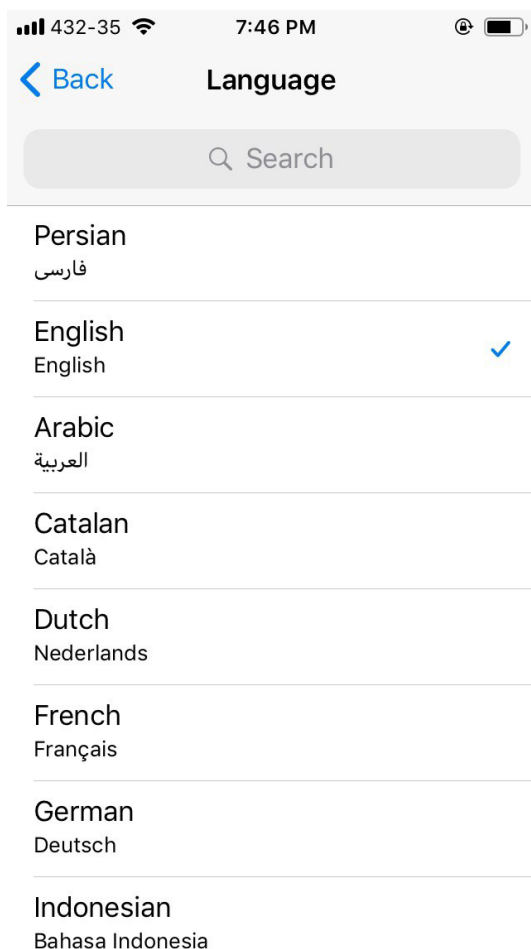 432-35 7:46 PM
Back Language
Search
Persian
فارسی
English
English
Arabic
العربية
Catalan
Català
Dutch
Nederlands
French
Français
German
Deutsch
Indonesian
Bahasa Indonesia